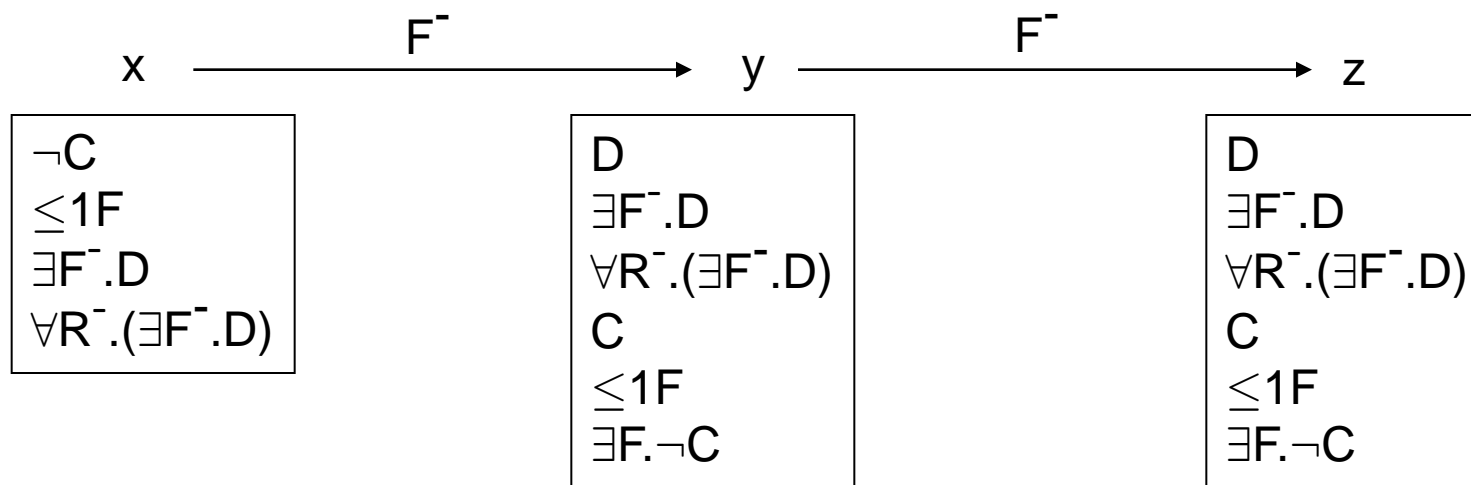 F⁻ F⁻
x y z
¬C
≤1F
∃F⁻.D
∀R⁻.(∃F⁻.D)
D
∃F⁻.D
∀R⁻.(∃F⁻.D)
C
≤1F
∃F.¬C
D
∃F⁻.D
∀R⁻.(∃F⁻.D)
C
≤1F
∃F.¬C